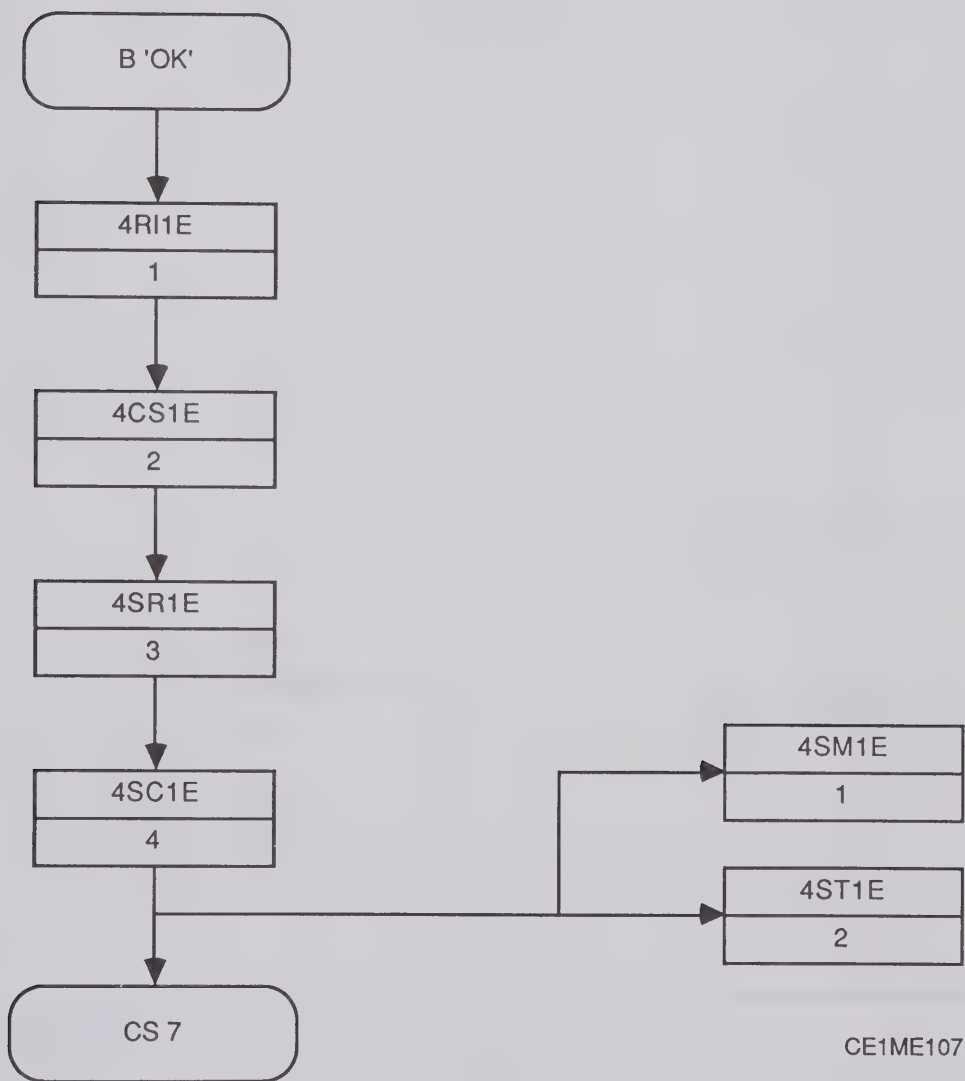 B 'OK'
4RI1E
1
4CS1E
2
4SR1E
3
4SC1E
4
4SM1E
1
4ST1E
2
CS 7
CE1ME107